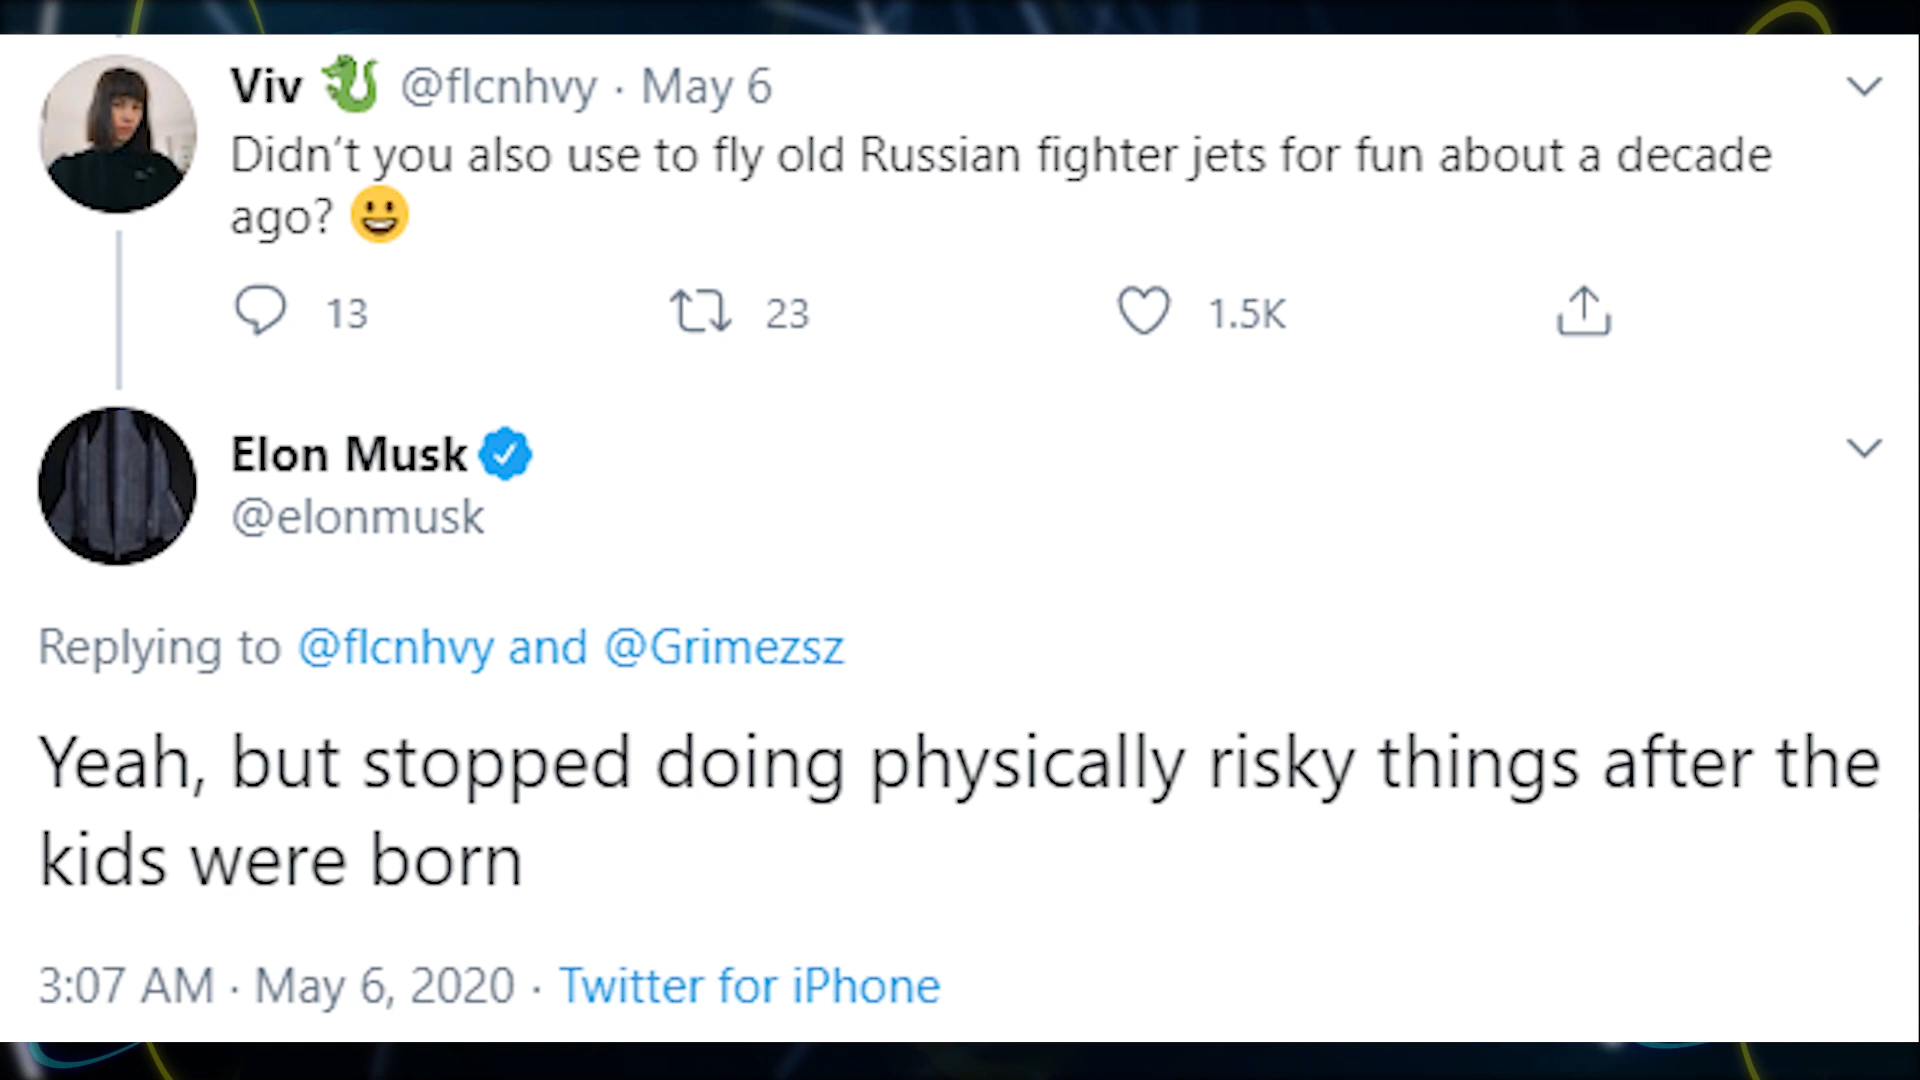 Viv @flcnhvy · May 6
Didn't you also use to fly old Russian fighter jets for fun about a decade
ago?
13 23 1.5K
Elon Musk
@elonmusk
Replying to @flcnhvy and @Grimezsz
Yeah, but stopped doing physically risky things after the
kids were born
3:07 AM · May 6, 2020 · Twitter for iPhone